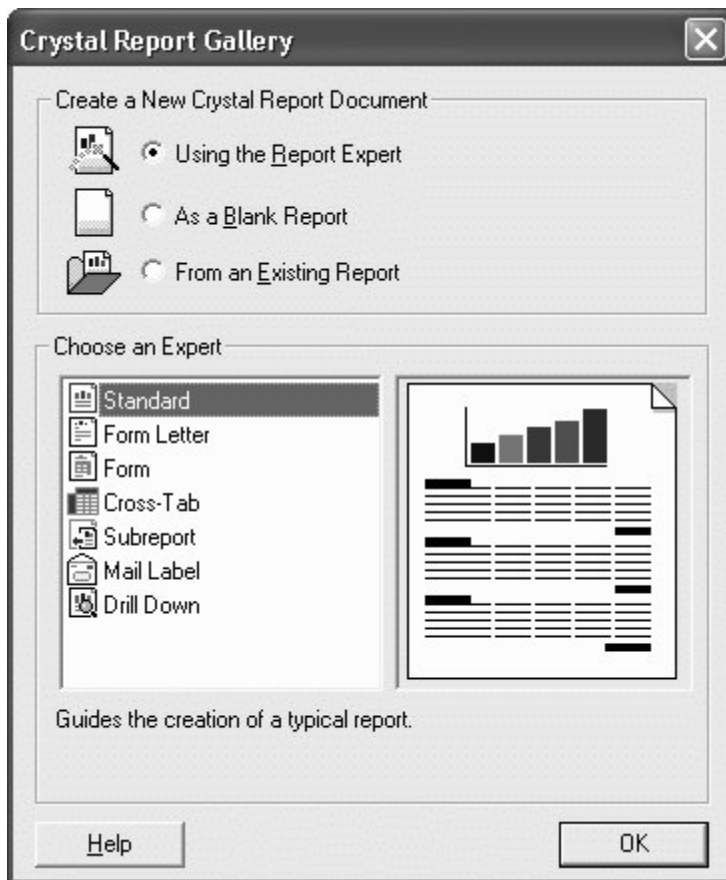 Crystal Report Gallery
Create a New Crystal Report Document
Using the Report Expert
As a Blank Report
From an Existing Report
Choose an Expert
Standard
Form Letter
Form
Cross-Tab
Subreport
Mail Label
Drill Down
Guides the creation of a typical report.
Help
OK